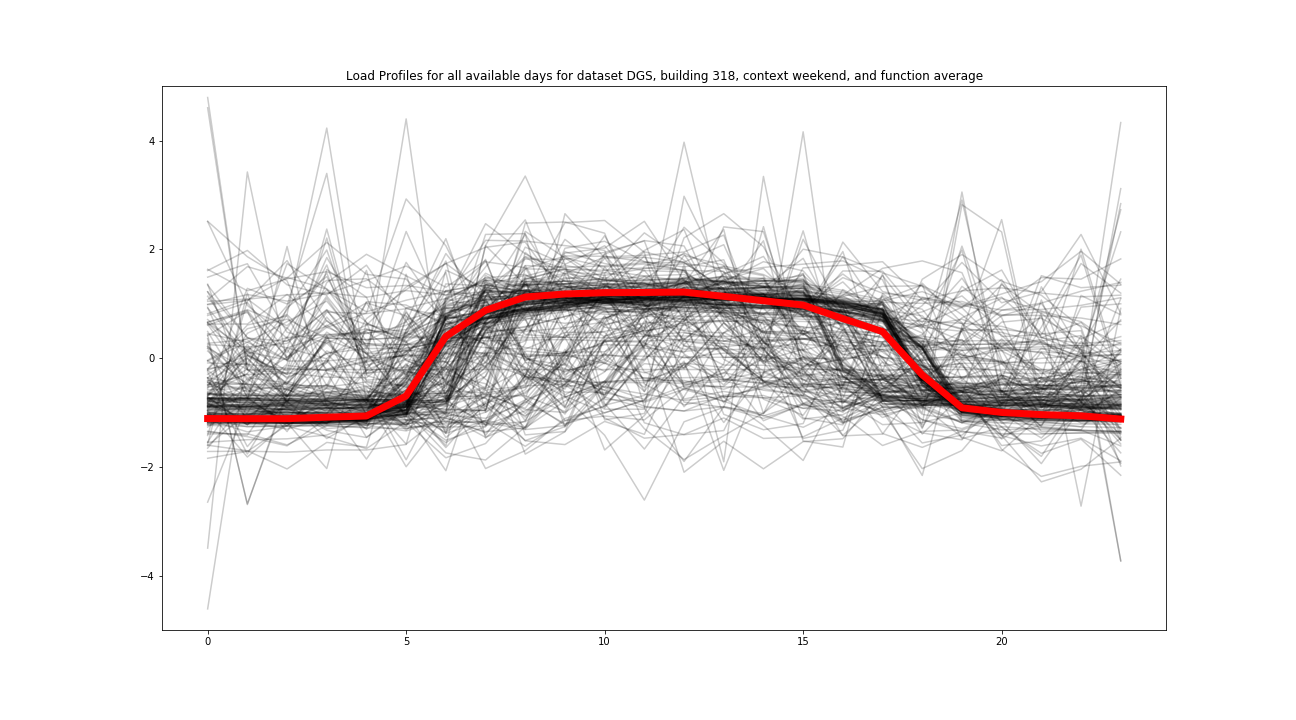 Load Profiles for all available days for dataset DGS, building 318, context weekend, and function average
4
2
0
−2
−4
0 5 10 15 20